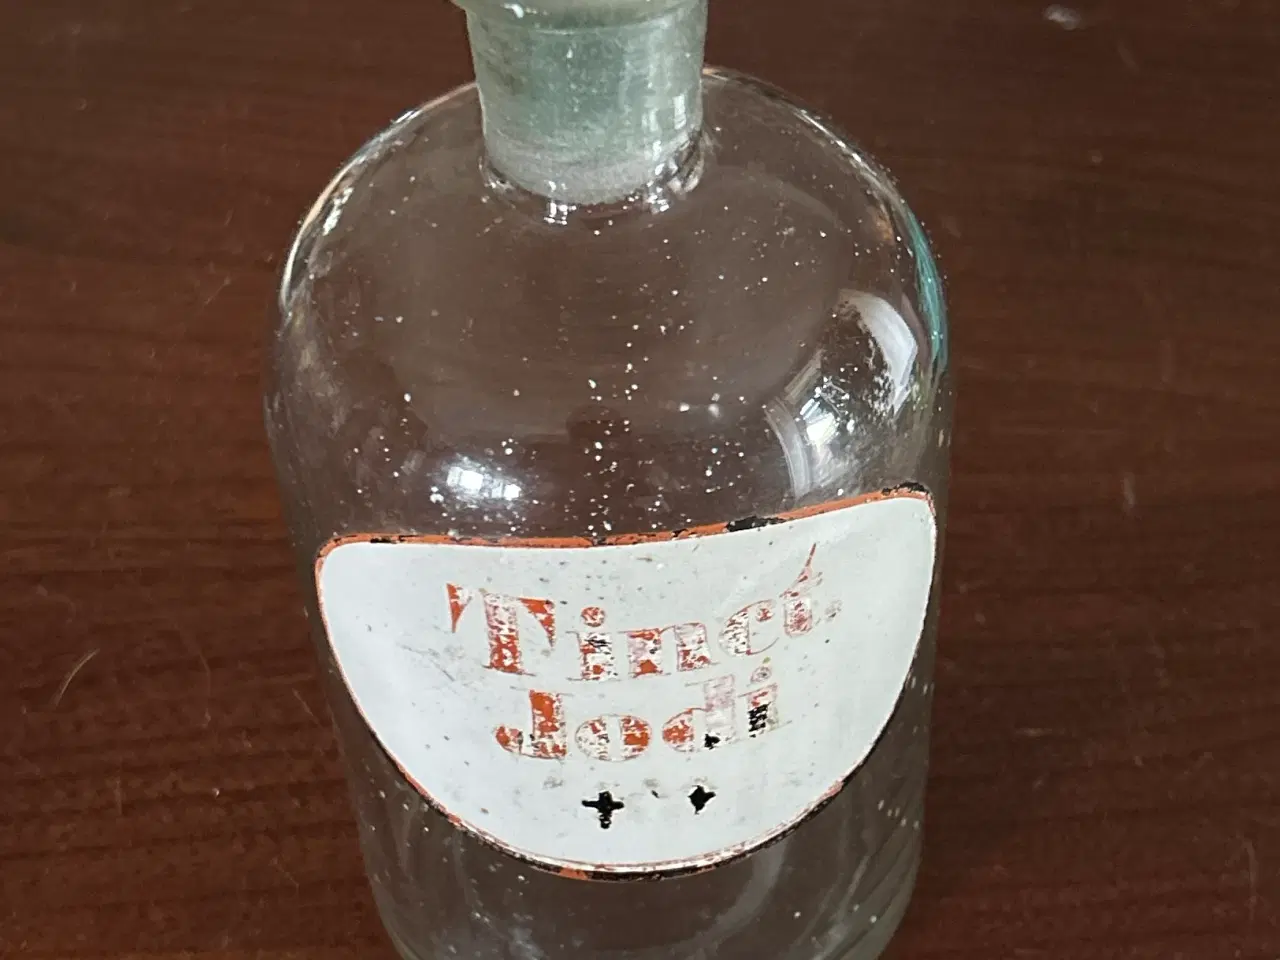 Tinct.
Jodi
++